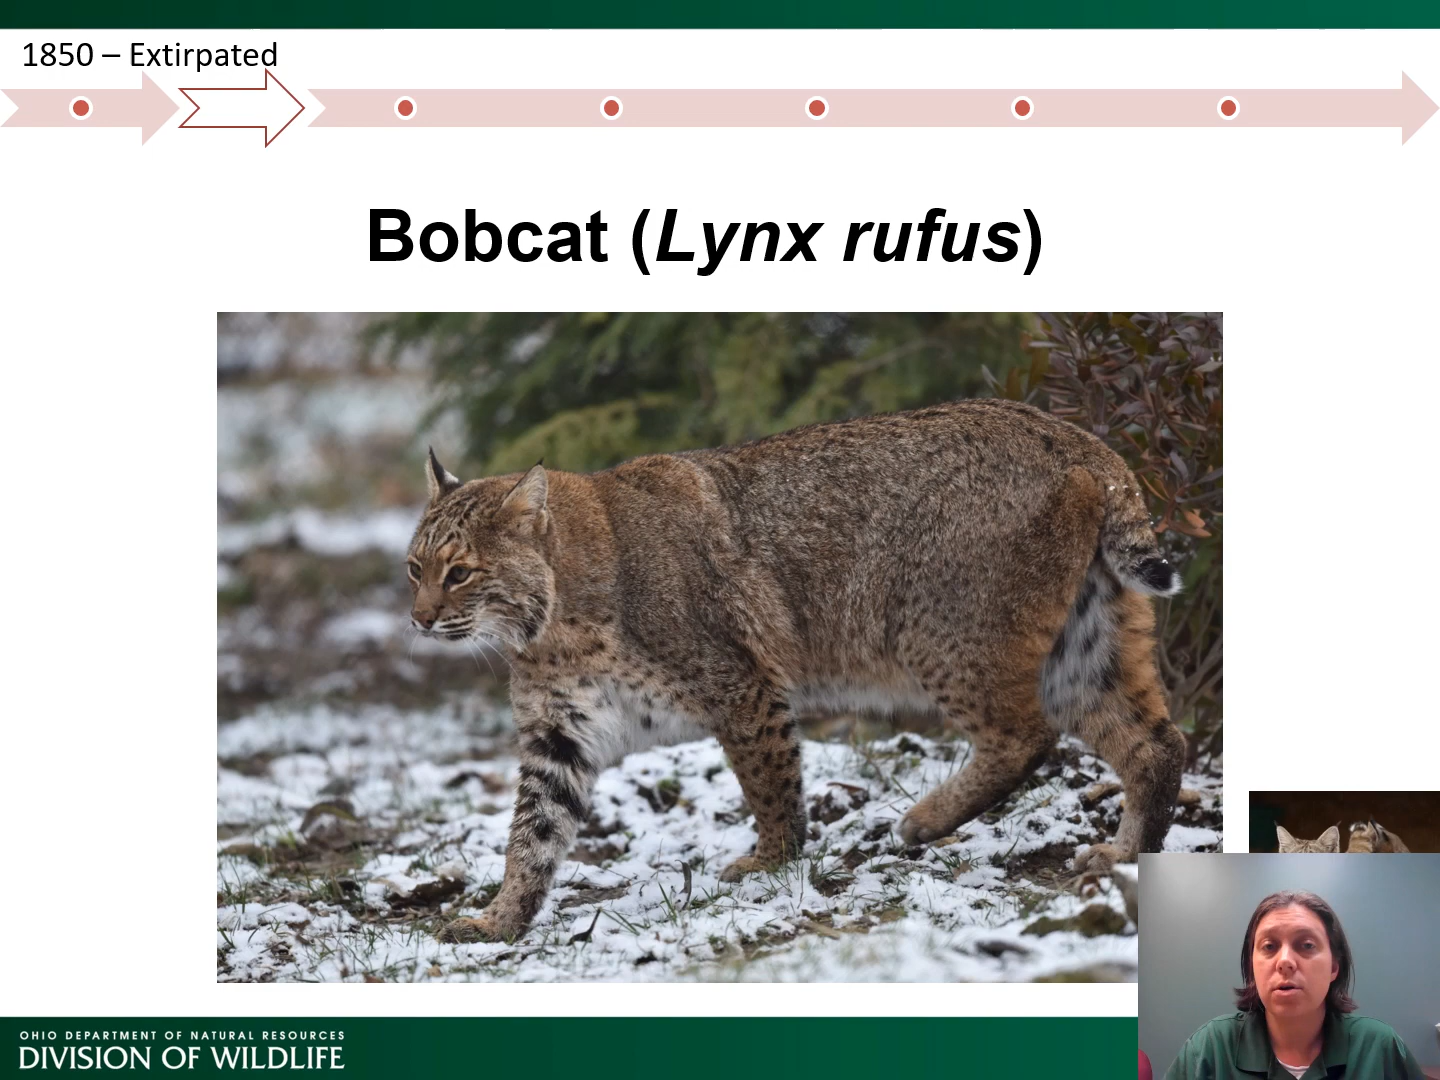 1850 – Extirpated
Bobcat (Lynx rufus)
OHIO DEPARTMENT OF NATURAL RESOURCES
DIVISION OF WILDLIFE